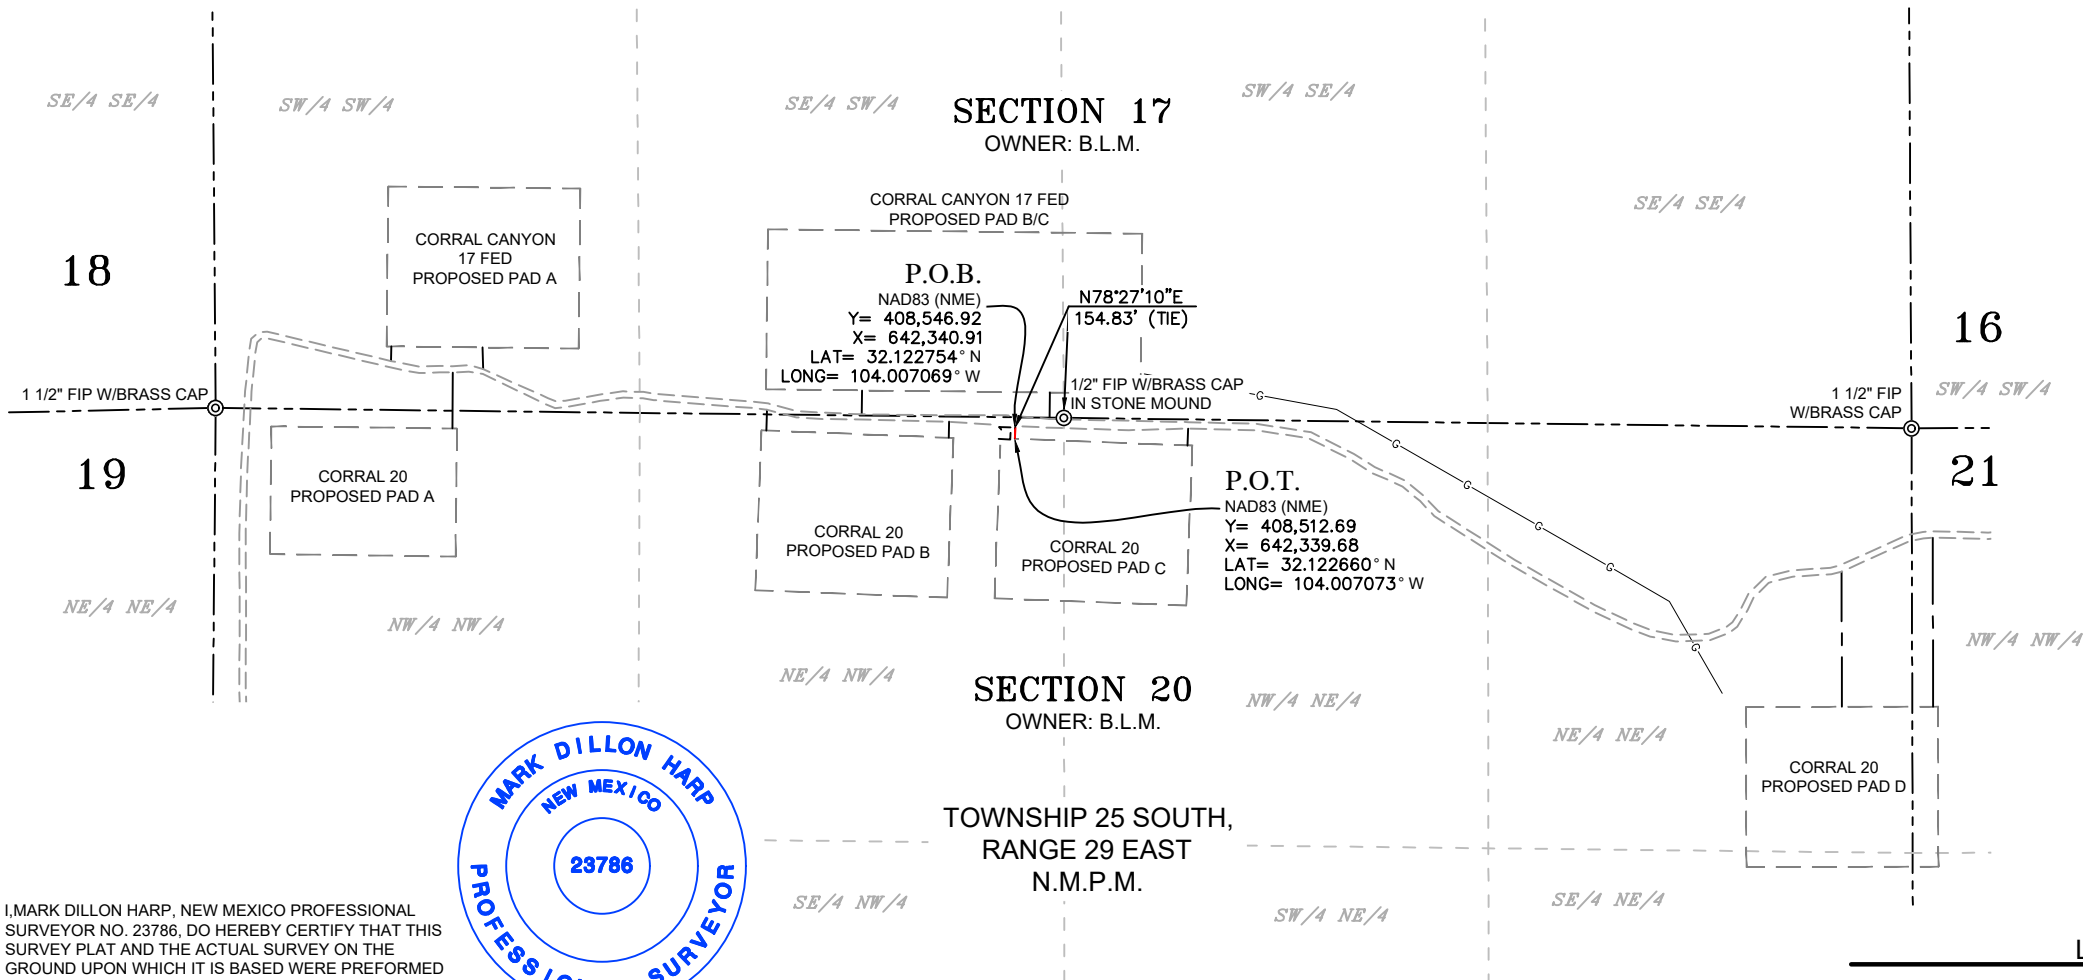 SE/4 SE/4
SW/4 SW/4
SE/4 SW/4
SECTION 17
OWNER: B.L.M.
SW/4 SE/4
SE/4 SE/4
18
CORRAL CANYON
17 FED
PROPOSED PAD A
CORRAL CANYON 17 FED
PROPOSED PAD B/C
P.O.B.
NAD83 (NME)
Y= 408,546.92
X= 642,340.91
LAT= 32.122754° N
LONG= 104.007069° W
N78°27'10"E
154.83' (TIE)
16
SW/4 SW/4
1 1/2" FIP W/BRASS CAP
1/2" FIP W/BRASS CAP
IN STONE MOUND
1 1/2" FIP
W/BRASS CAP
G
G
G
G
G
G
L1
19
CORRAL 20
PROPOSED PAD A
CORRAL 20
PROPOSED PAD B
CORRAL 20
PROPOSED PAD C
P.O.T.
NAD83 (NME)
Y= 408,512.69
X= 642,339.68
LAT= 32.122660° N
LONG= 104.007073° W
21
NE/4 NE/4
NW/4 NW/4
NE/4 NW/4
SECTION 20
OWNER: B.L.M.
NW/4 NE/4
NE/4 NE/4
NW/4 NW/4
CORRAL 20
PROPOSED PAD D
TOWNSHIP 25 SOUTH,
RANGE 29 EAST
N.M.P.M.
SE/4 NW/4
SW/4 NE/4
SE/4 NE/4
MARK DILLON HARP
NEW MEXICO
23786
PROFESSIONAL SURVEYOR
I,MARK DILLON HARP, NEW MEXICO PROFESSIONAL
SURVEYOR NO. 23786, DO HEREBY CERTIFY THAT THIS
SURVEY PLAT AND THE ACTUAL SURVEY ON THE
GROUND UPON WHICH IT IS BASED WERE PREFORMED
L